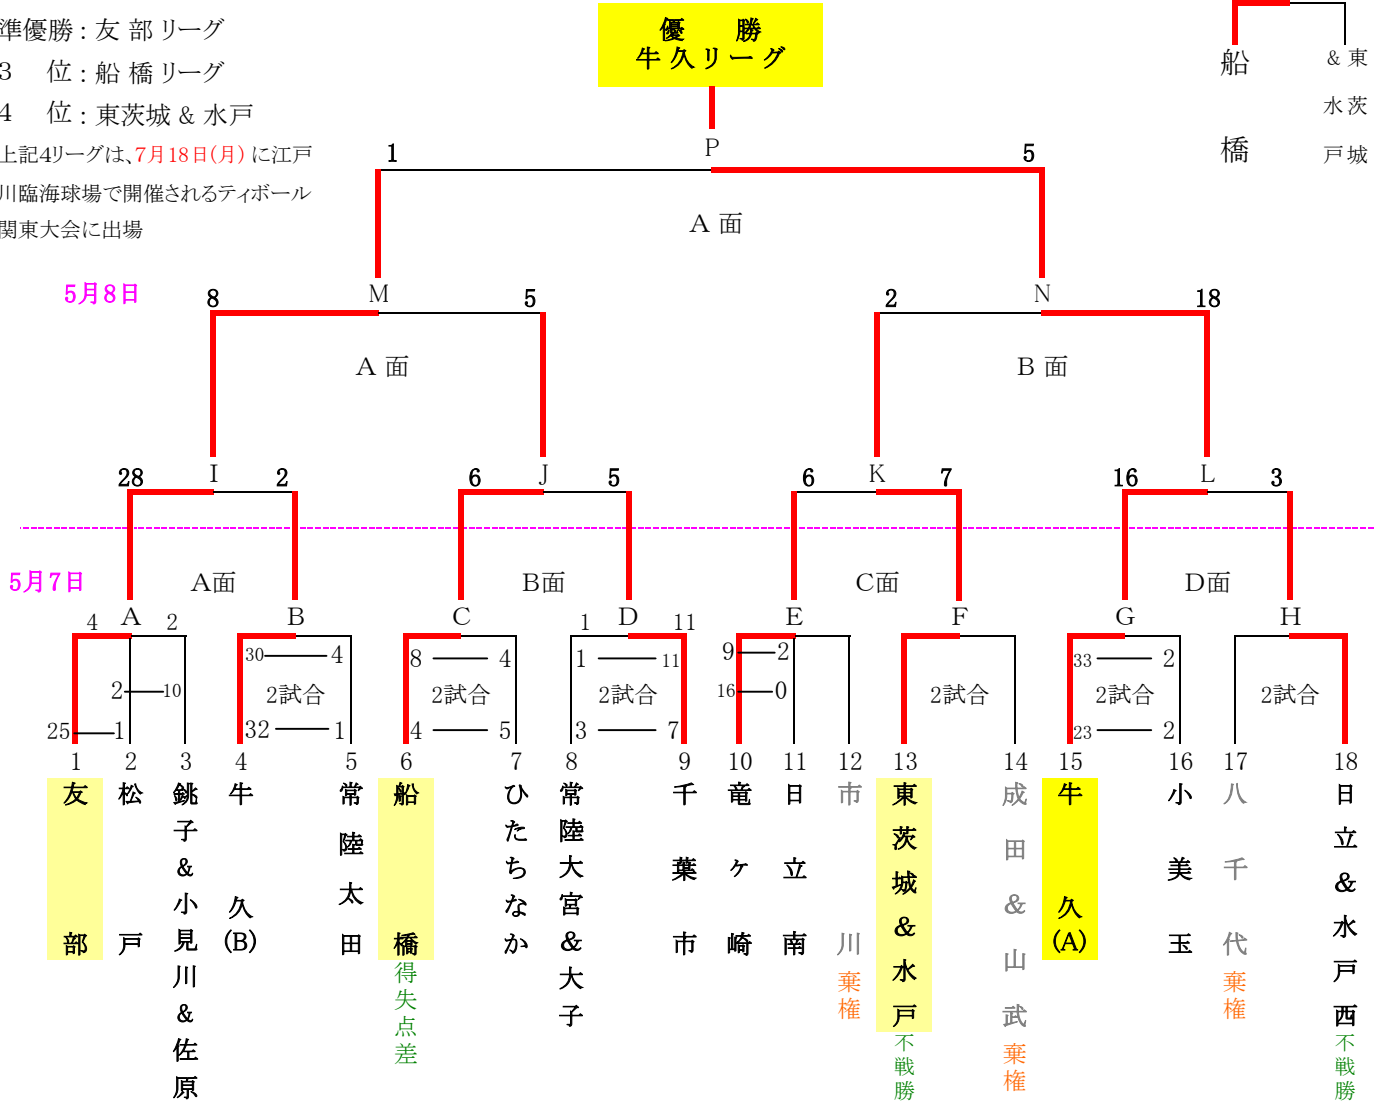 準優勝：友 部 リーグ
3　位：船 橋 リーグ
4　位：東茨城 & 水戸
上記4リーグは、7月18日(月) に江戸
川臨海球場で開催されるティボール
関東大会に出場
優　勝
牛 久 リ ー グ
船橋
東茨城&水戸
1 P 5
A 面
5月8日
8 M 5
2 N 18
A 面
B 面
28 I 2
6 J 5
6 K 7
16 L 3
5月7日
A面
B面
C面
D面
4 A 2
B
C
1 D 11
E
F
G
H
30 4
8 4
1 11
9 2
33 2
2 10
2試合
2試合
2試合
16 0
2試合
2試合
2試合
25 1
32 1
4 5
3 7
23 2
1 2 3 4 5 6 7 8 9 10 11 12 13 14 15 16 17 18
友部
松戸
銚子&小見川&佐原
牛久(B)
常陸太田
船橋
得失点差
ひたちなか
常陸大宮&大子
千葉市
竜ヶ崎
日立南
市川
棄権
東茨城&水戸
不戦勝
成田&山武
棄権
牛久(A)
小美玉
八千代
棄権
日立&水戸西
不戦勝